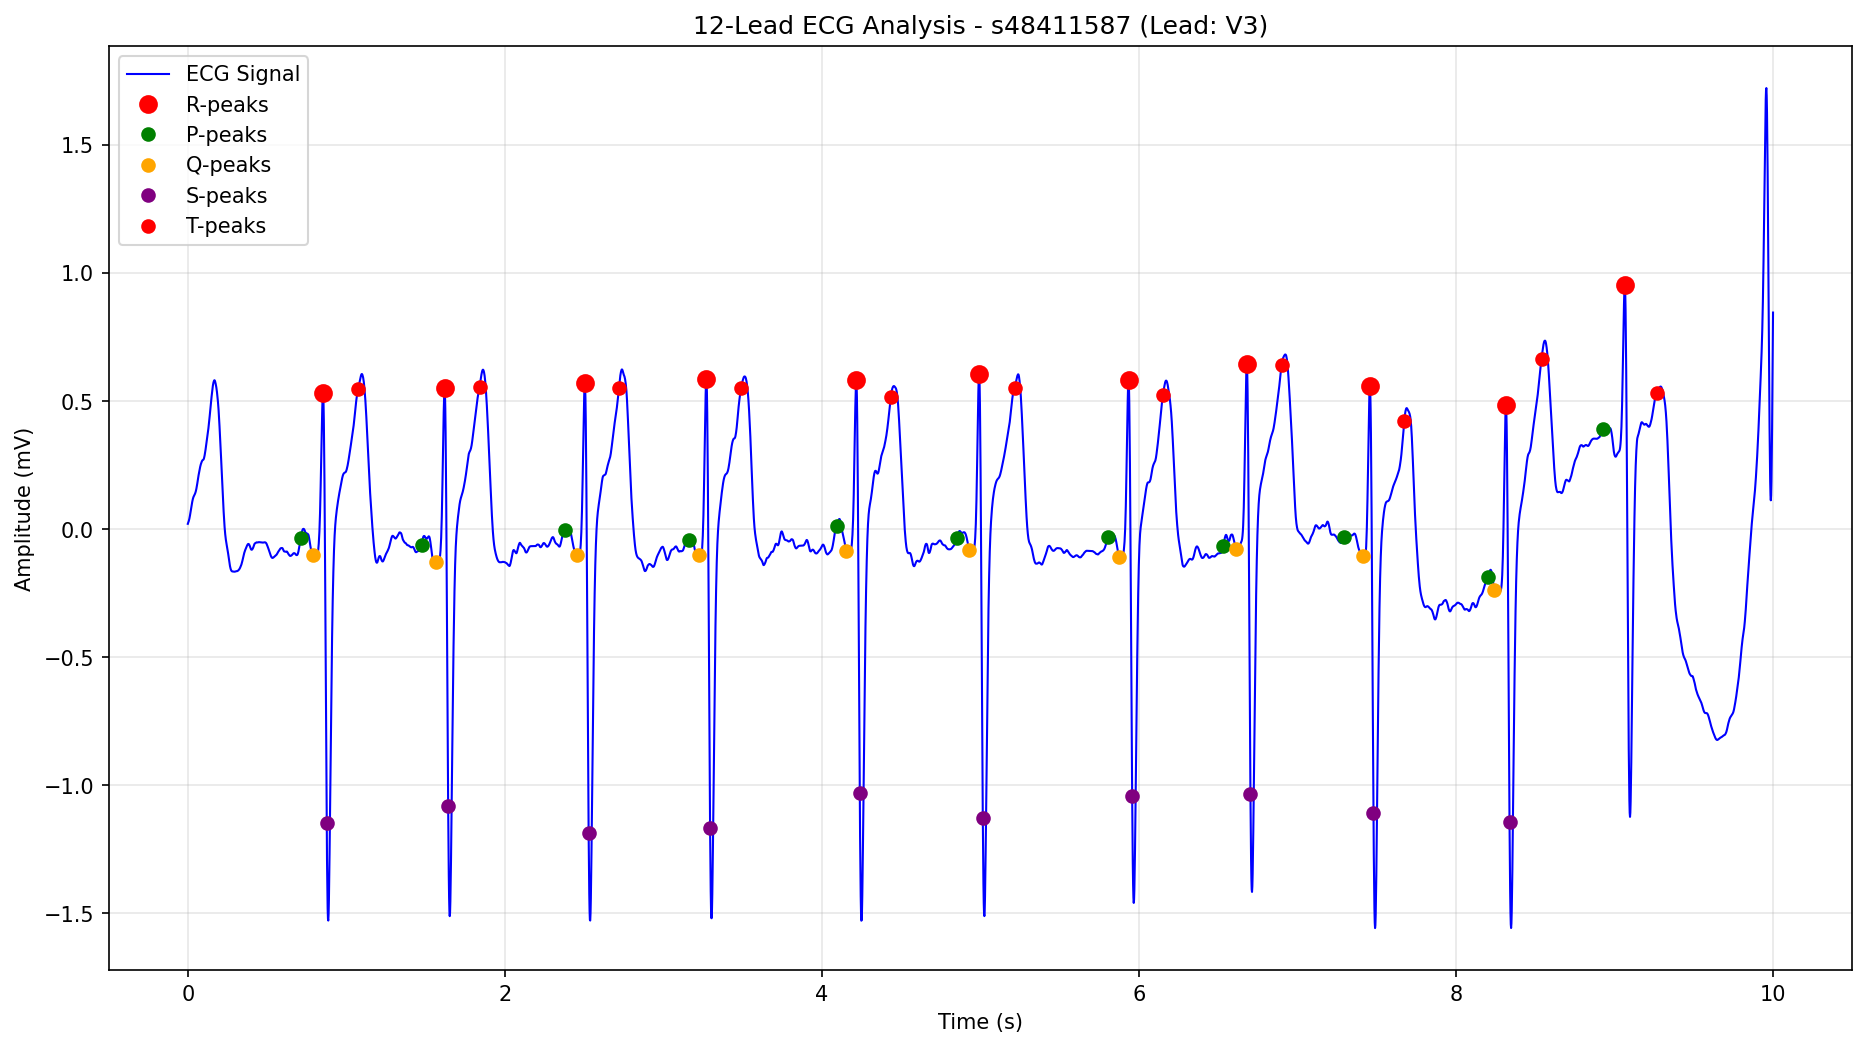 12-Lead ECG Analysis - s48411587 (Lead: V3)
ECG Signal
R-peaks
P-peaks
Q-peaks
S-peaks
T-peaks
Amplitude (mV)
1.5
1.0
0.5
0.0
−0.5
−1.0
−1.5
0
2
4
6
8
10
Time (s)